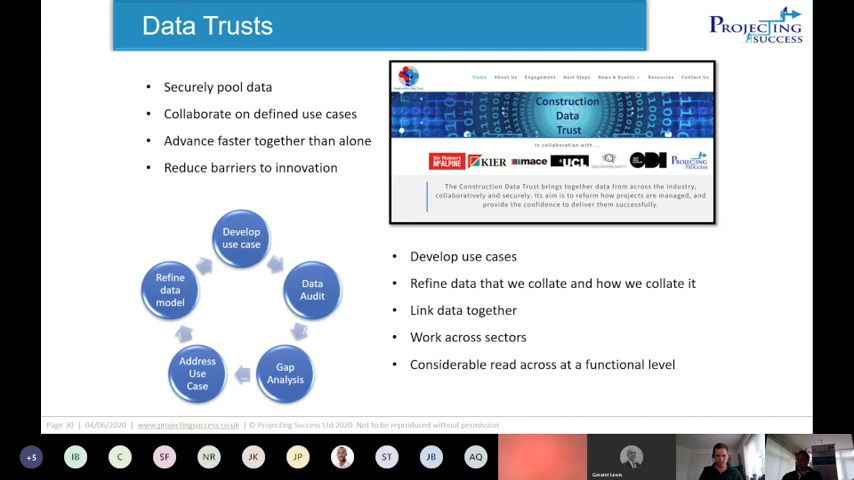 Data Trusts
PROJECTING
SUCCESS
• Securely pool data
• Collaborate on defined use cases
• Advance faster together than alone
• Reduce barriers to innovation
Home About Us Engagement Next Steps News & Events Resources Contact Us
Construction Data Trust
Construction
Data
Trust
In collaboration with ...
SIR ROBERT
McALPINE
KIER
mace
UCL
ODI
PROJECTING
SUCCESS
The Construction Data Trust brings together data from across the industry,
collaboratively and securely. Its aim is to reform how projects are managed, and
provide the confidence to deliver them successfully.
Develop
use case
Data
Audit
Gap
Analysis
Address
Use
Case
Refine
data
model
• Develop use cases
• Refine data that we collate and how we collate it
• Link data together
• Work across sectors
• Considerable read across at a functional level
Page 30 | 04/06/2020 | www.projectingsuccess.co.uk | © Projecting Success Ltd 2020. Not to be reproduced without permission
+5 IB C SF NR JK JP ST JB AQ
Geraint Lewis